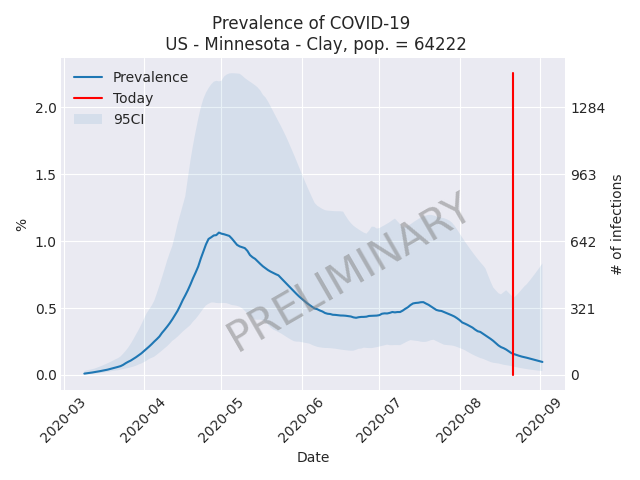 Prevalence of COVID-19
US - Minnesota - Clay, pop. = 64222
Prevalence
Today
95CI
2.0
1.5
1.0
0.5
0.0
%
1284
963
642
321
0
# of infections
PRELIMINARY
2020-03
2020-04
2020-05
2020-06
2020-07
2020-08
2020-09
Date